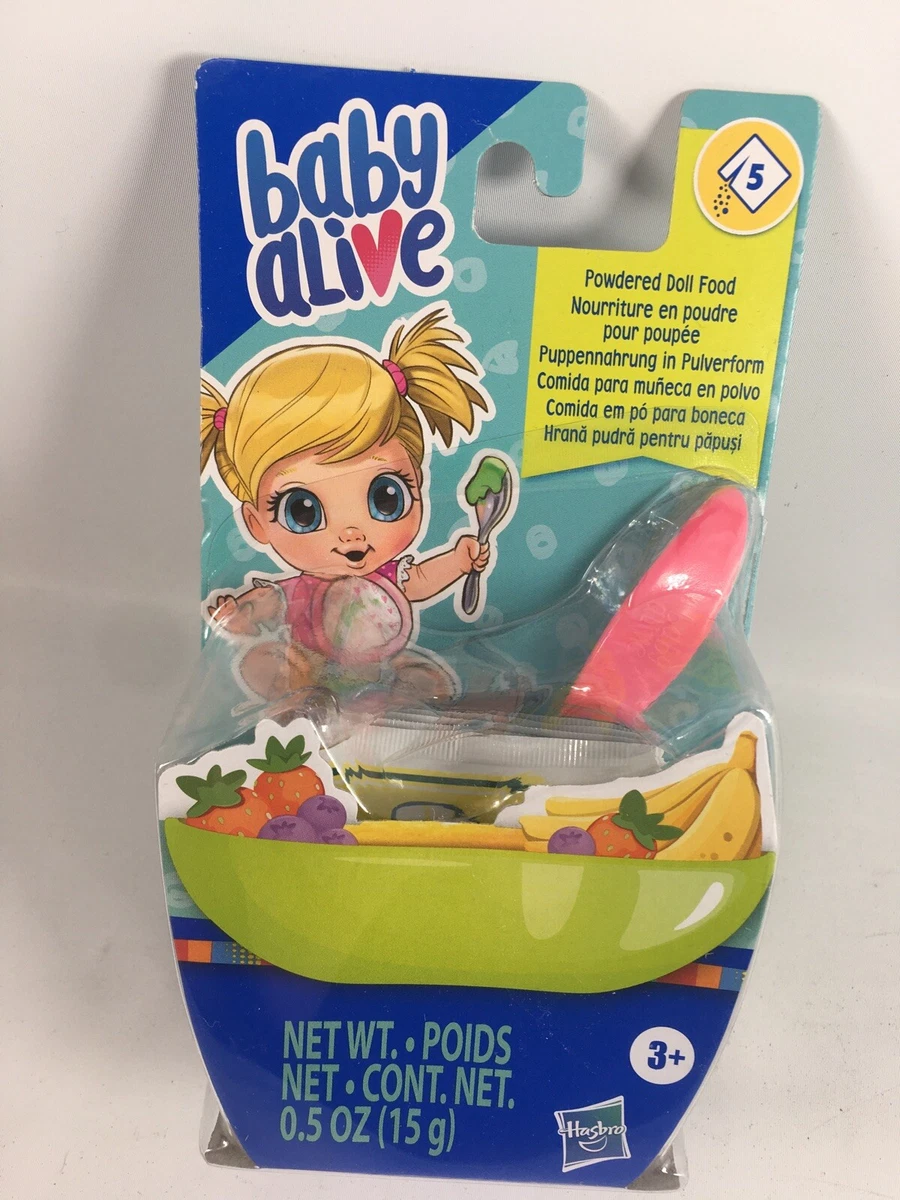 baby
alive
5
Powdered Doll Food
Nourriture en poudre
pour poupée
Puppennahrung in Pulverform
Comida para muñeca en polvo
Comida em pó para boneca
Hrană pudră pentru păpuși
NET WT. • POIDS
NET • CONT. NET.
0.5 OZ (15 g)
3+
Hasbro